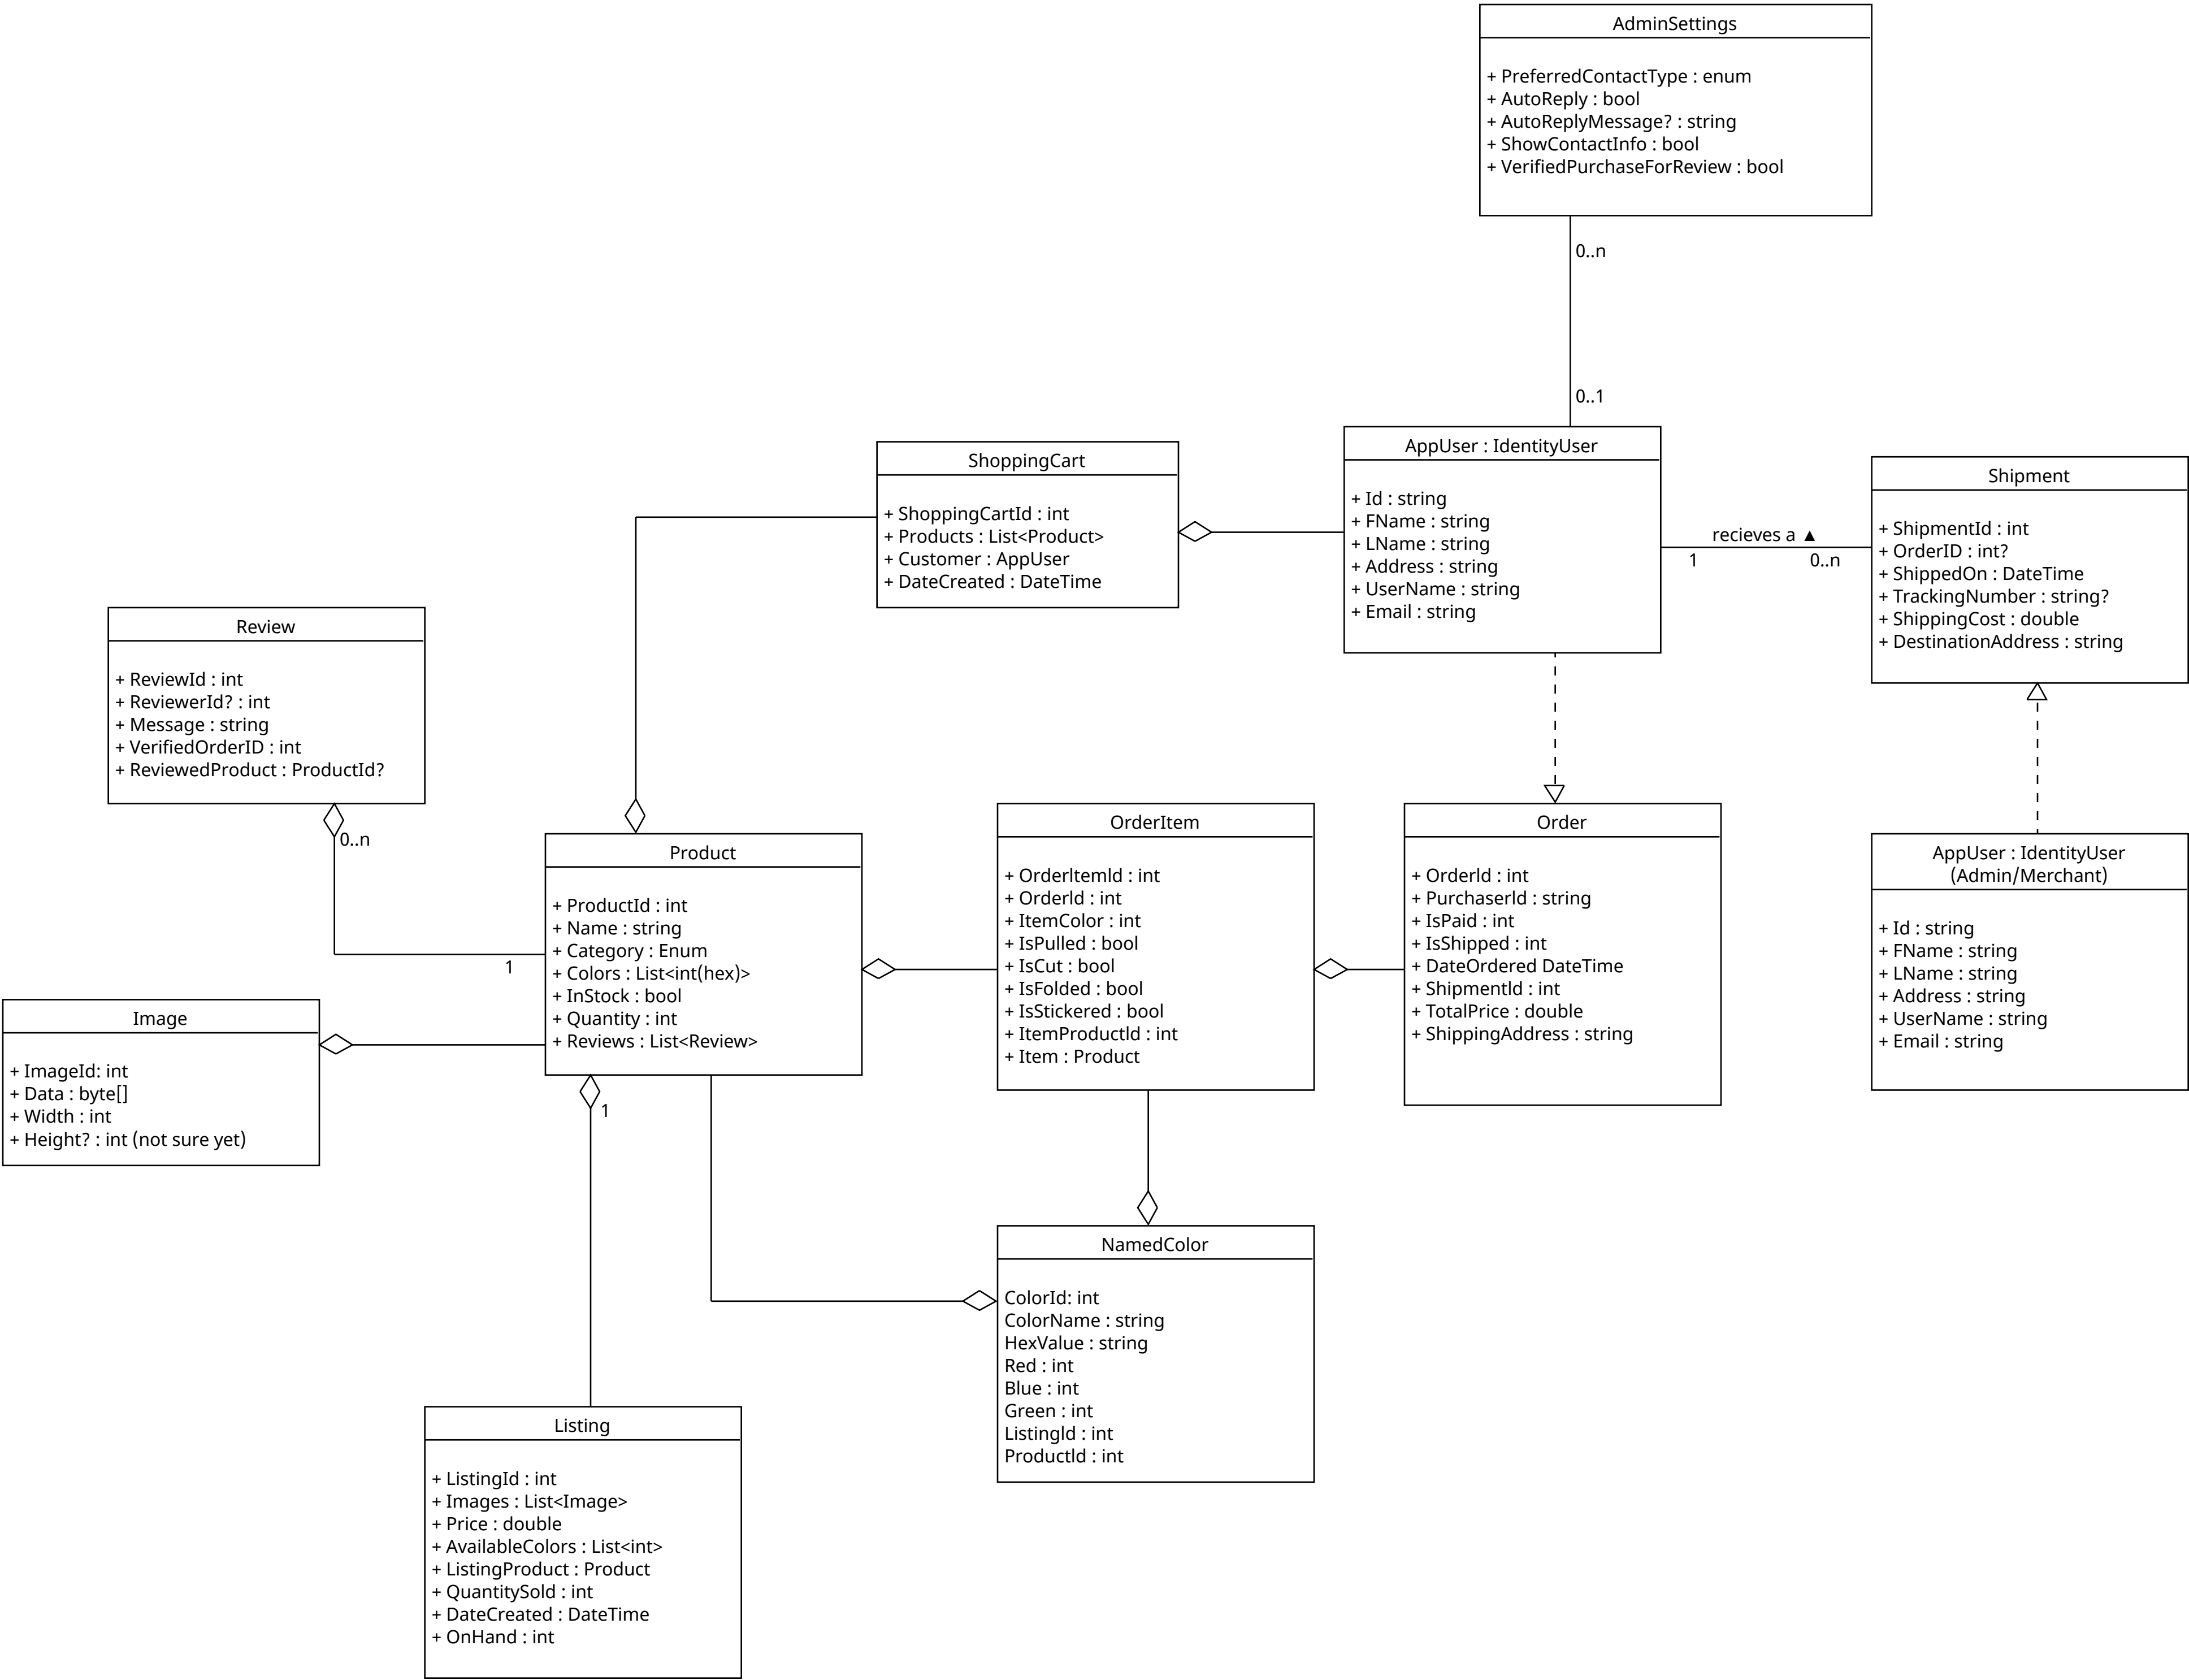 AdminSettings
+ PreferredContactType : enum
+ AutoReply : bool
+ AutoReplyMessage? : string
+ ShowContactInfo : bool
+ VerifiedPurchaseForReview : bool
0..n
0..1
AppUser : IdentityUser
+ Id : string
+ FName : string
+ LName : string
+ Address : string
+ UserName : string
+ Email : string
ShoppingCart
+ ShoppingCartId : int
+ Products : List<Product>
+ Customer : AppUser
+ DateCreated : DateTime
recieves a ▲
1
0..n
Shipment
+ ShipmentId : int
+ OrderID : int?
+ ShippedOn : DateTime
+ TrackingNumber : string?
+ ShippingCost : double
+ DestinationAddress : string
Review
+ ReviewId : int
+ ReviewerId? : int
+ Message : string
+ VerifiedOrderID : int
+ ReviewedProduct : ProductId?
0..n
1
Product
+ ProductId : int
+ Name : string
+ Category : Enum
+ Colors : List<int(hex)>
+ InStock : bool
+ Quantity : int
+ Reviews : List<Review>
1
OrderItem
+ OrderItemId : int
+ OrderId : int
+ ItemColor : int
+ IsPulled : bool
+ IsCut : bool
+ IsFolded : bool
+ IsStickered : bool
+ ItemProductId : int
+ Item : Product
Order
+ OrderId : int
+ PurchaserId : string
+ IsPaid : int
+ IsShipped : int
+ DateOrdered DateTime
+ ShipmentId : int
+ TotalPrice : double
+ ShippingAddress : string
AppUser : IdentityUser
(Admin/Merchant)
+ Id : string
+ FName : string
+ LName : string
+ Address : string
+ UserName : string
+ Email : string
Image
+ ImageId: int
+ Data : byte[]
+ Width : int
+ Height? : int (not sure yet)
NamedColor
ColorId: int
ColorName : string
HexValue : string
Red : int
Blue : int
Green : int
ListingId : int
ProductId : int
Listing
+ ListingId : int
+ Images : List<Image>
+ Price : double
+ AvailableColors : List<int>
+ ListingProduct : Product
+ QuantitySold : int
+ DateCreated : DateTime
+ OnHand : int